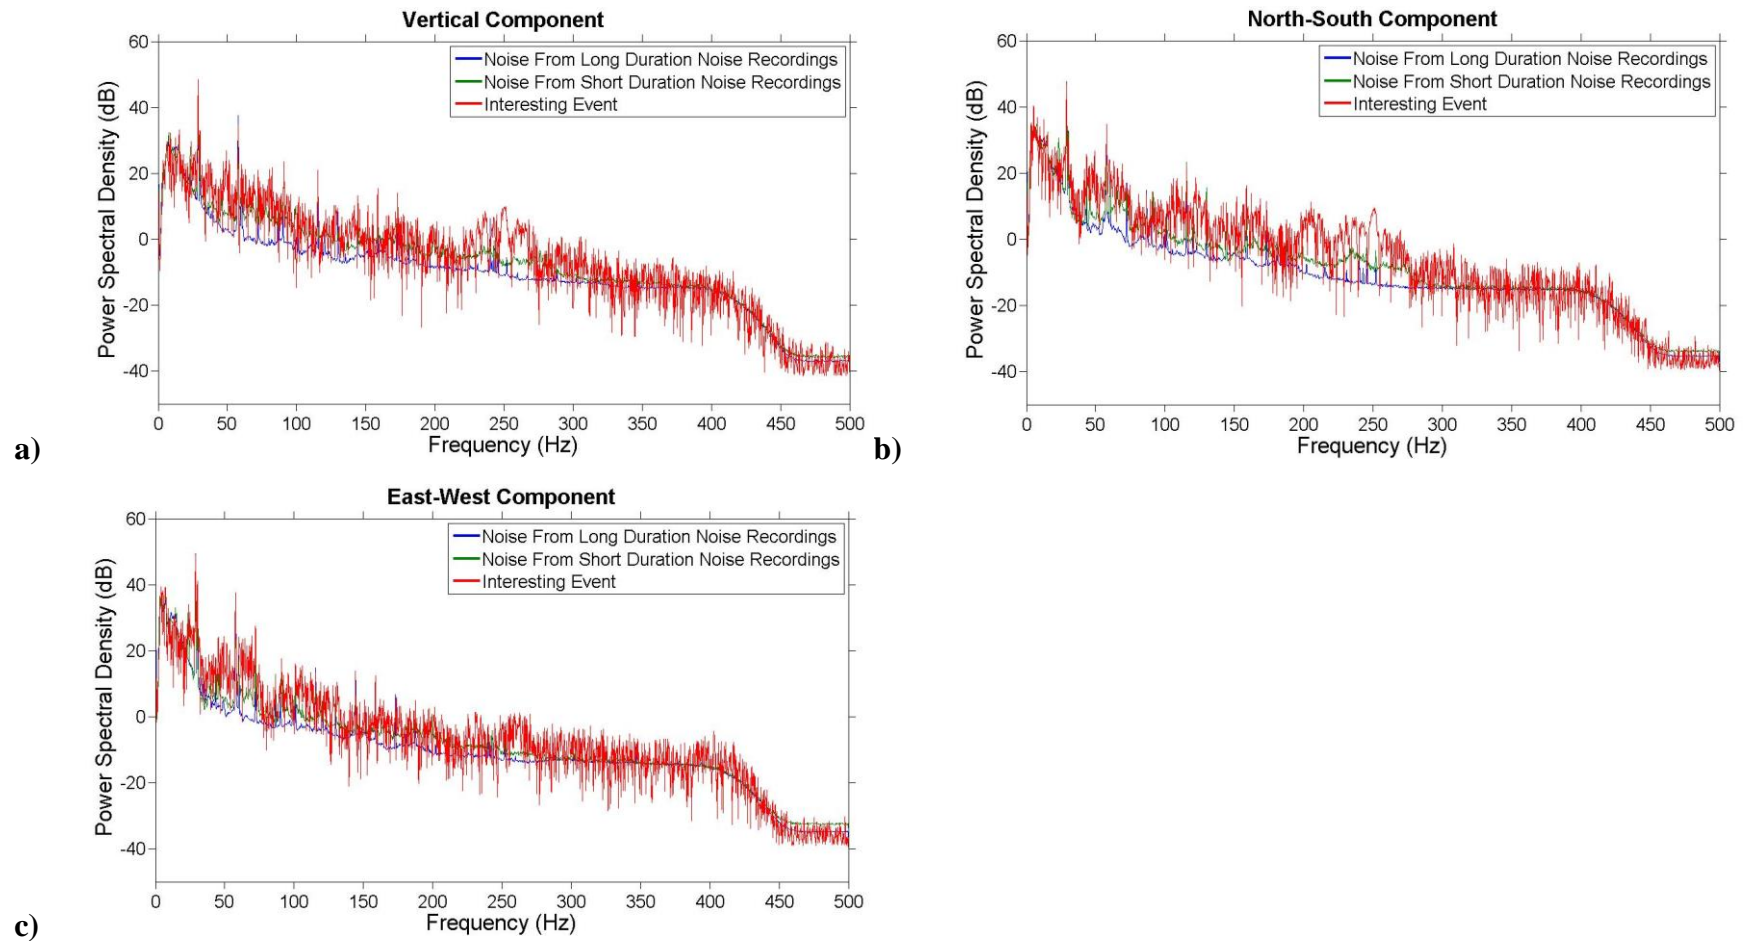 Vertical Component
60
40
20
0
-20
-40
Power Spectral Density (dB)
Noise From Long Duration Noise Recordings
Noise From Short Duration Noise Recordings
Interesting Event
0 50 100 150 200 250 300 350 400 450 500
Frequency (Hz)
a)
North-South Component
60
40
20
0
-20
-40
Power Spectral Density (dB)
Noise From Long Duration Noise Recordings
Noise From Short Duration Noise Recordings
Interesting Event
0 50 100 150 200 250 300 350 400 450 500
Frequency (Hz)
b)
East-West Component
60
40
20
0
-20
-40
Power Spectral Density (dB)
Noise From Long Duration Noise Recordings
Noise From Short Duration Noise Recordings
Interesting Event
0 50 100 150 200 250 300 350 400 450 500
Frequency (Hz)
c)